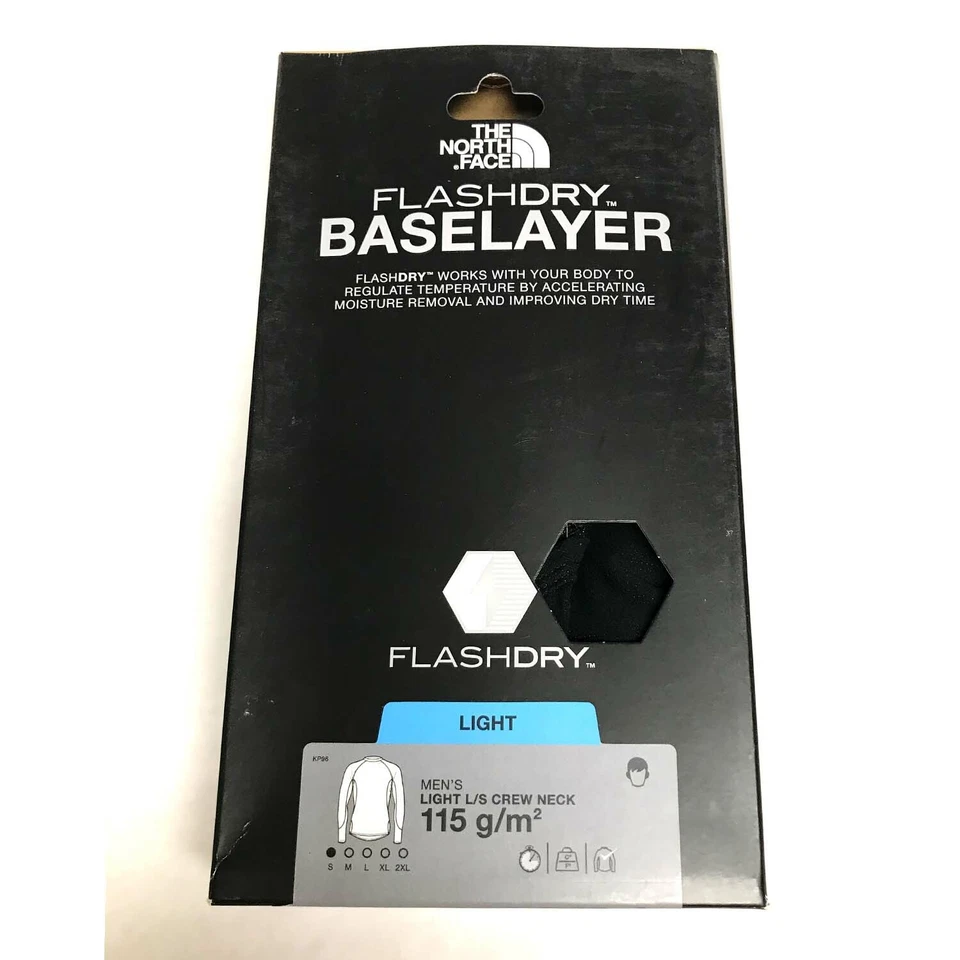 THE
NORTH
FACE
FLASHDRY™
BASELAYER
FLASHDRY™ WORKS WITH YOUR BODY TO
REGULATE TEMPERATURE BY ACCELERATING
MOISTURE REMOVAL AND IMPROVING DRY TIME
FLASHDRY™
LIGHT
MEN'S
LIGHT L/S CREW NECK
115 g/m²
S M L XL 2XL